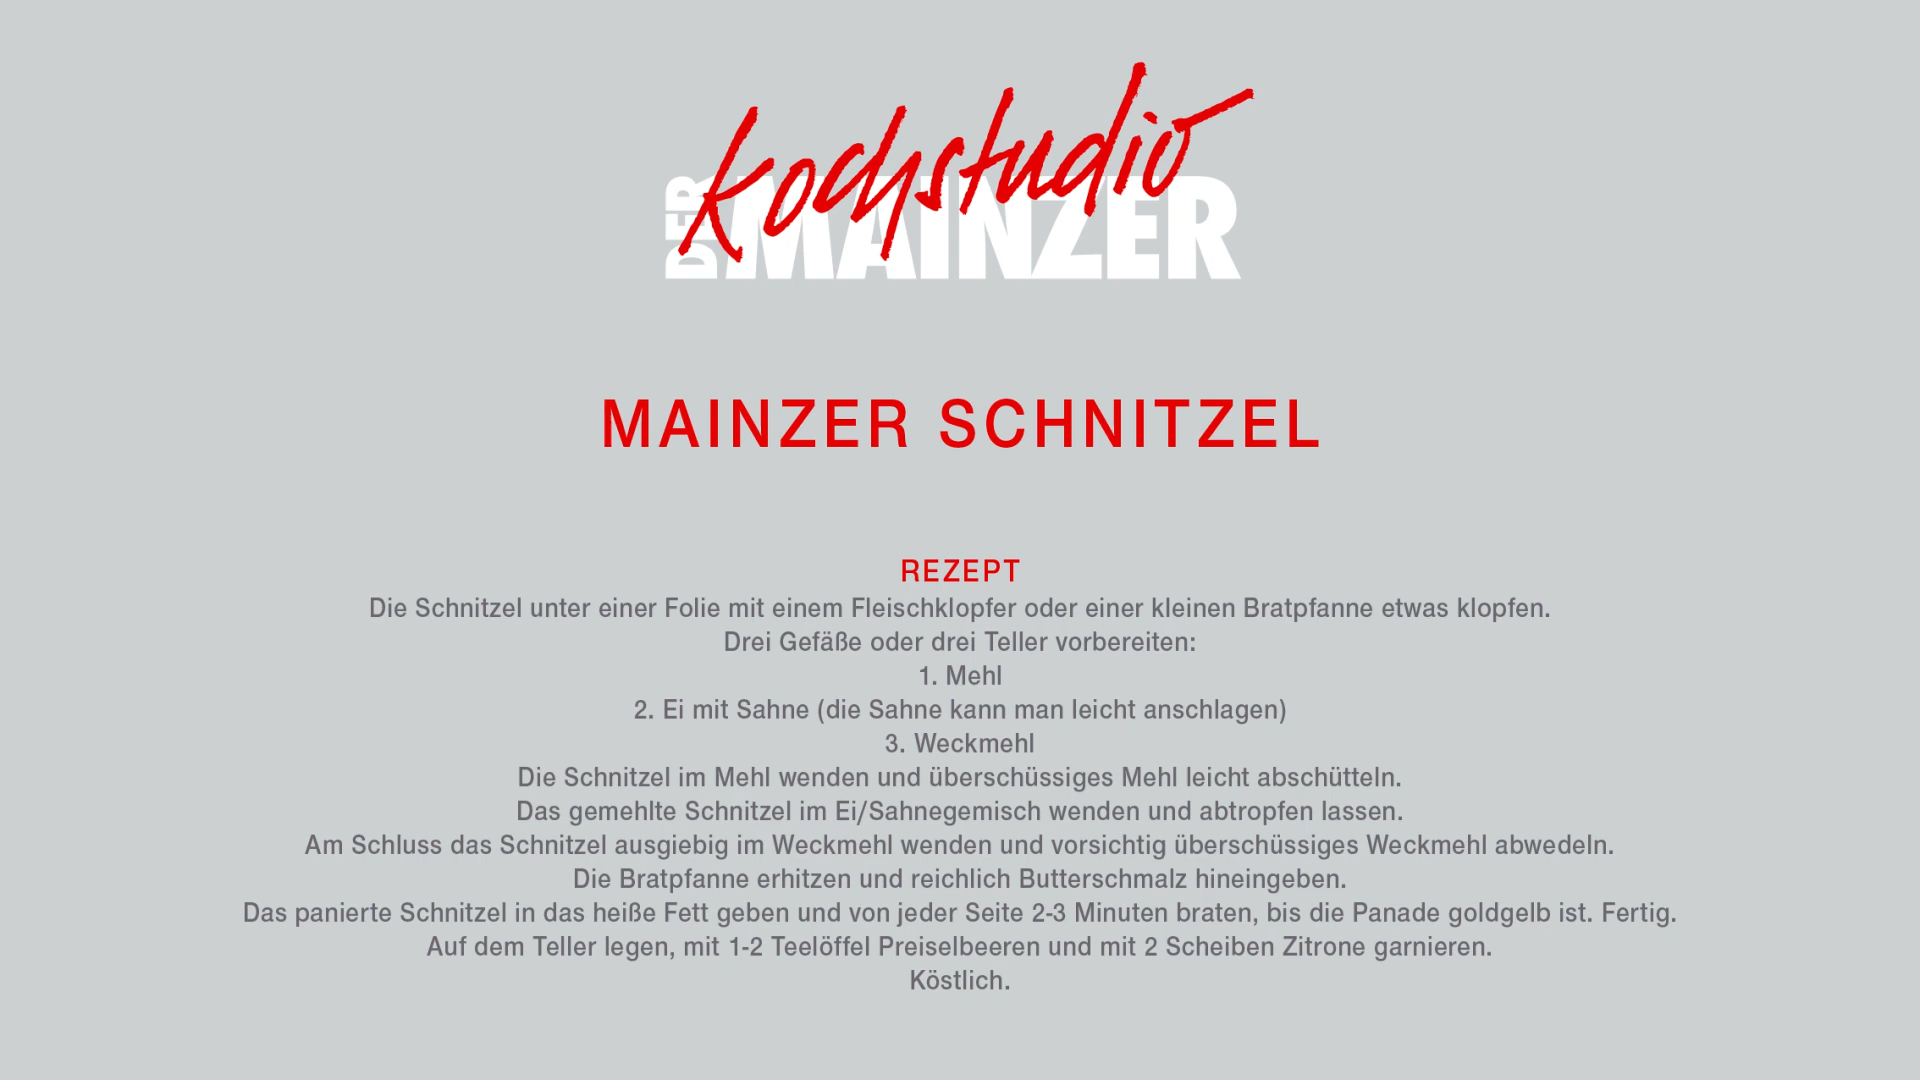 Kochstudio
DER MAINZER
MAINZER SCHNITZEL
REZEPT
Die Schnitzel unter einer Folie mit einem Fleischklopfer oder einer kleinen Bratpfanne etwas klopfen.
Drei Gefäße oder drei Teller vorbereiten:
1. Mehl
2. Ei mit Sahne (die Sahne kann man leicht anschlagen)
3. Weckmehl
Die Schnitzel im Mehl wenden und überschüssiges Mehl leicht abschütteln.
Das gemehlte Schnitzel im Ei/Sahnegemisch wenden und abtropfen lassen.
Am Schluss das Schnitzel ausgiebig im Weckmehl wenden und vorsichtig überschüssiges Weckmehl abwedeln.
Die Bratpfanne erhitzen und reichlich Butterschmalz hineingeben.
Das panierte Schnitzel in das heiße Fett geben und von jeder Seite 2-3 Minuten braten, bis die Panade goldgelb ist. Fertig.
Auf dem Teller legen, mit 1-2 Teelöffel Preiselbeeren und mit 2 Scheiben Zitrone garnieren.
Köstlich.